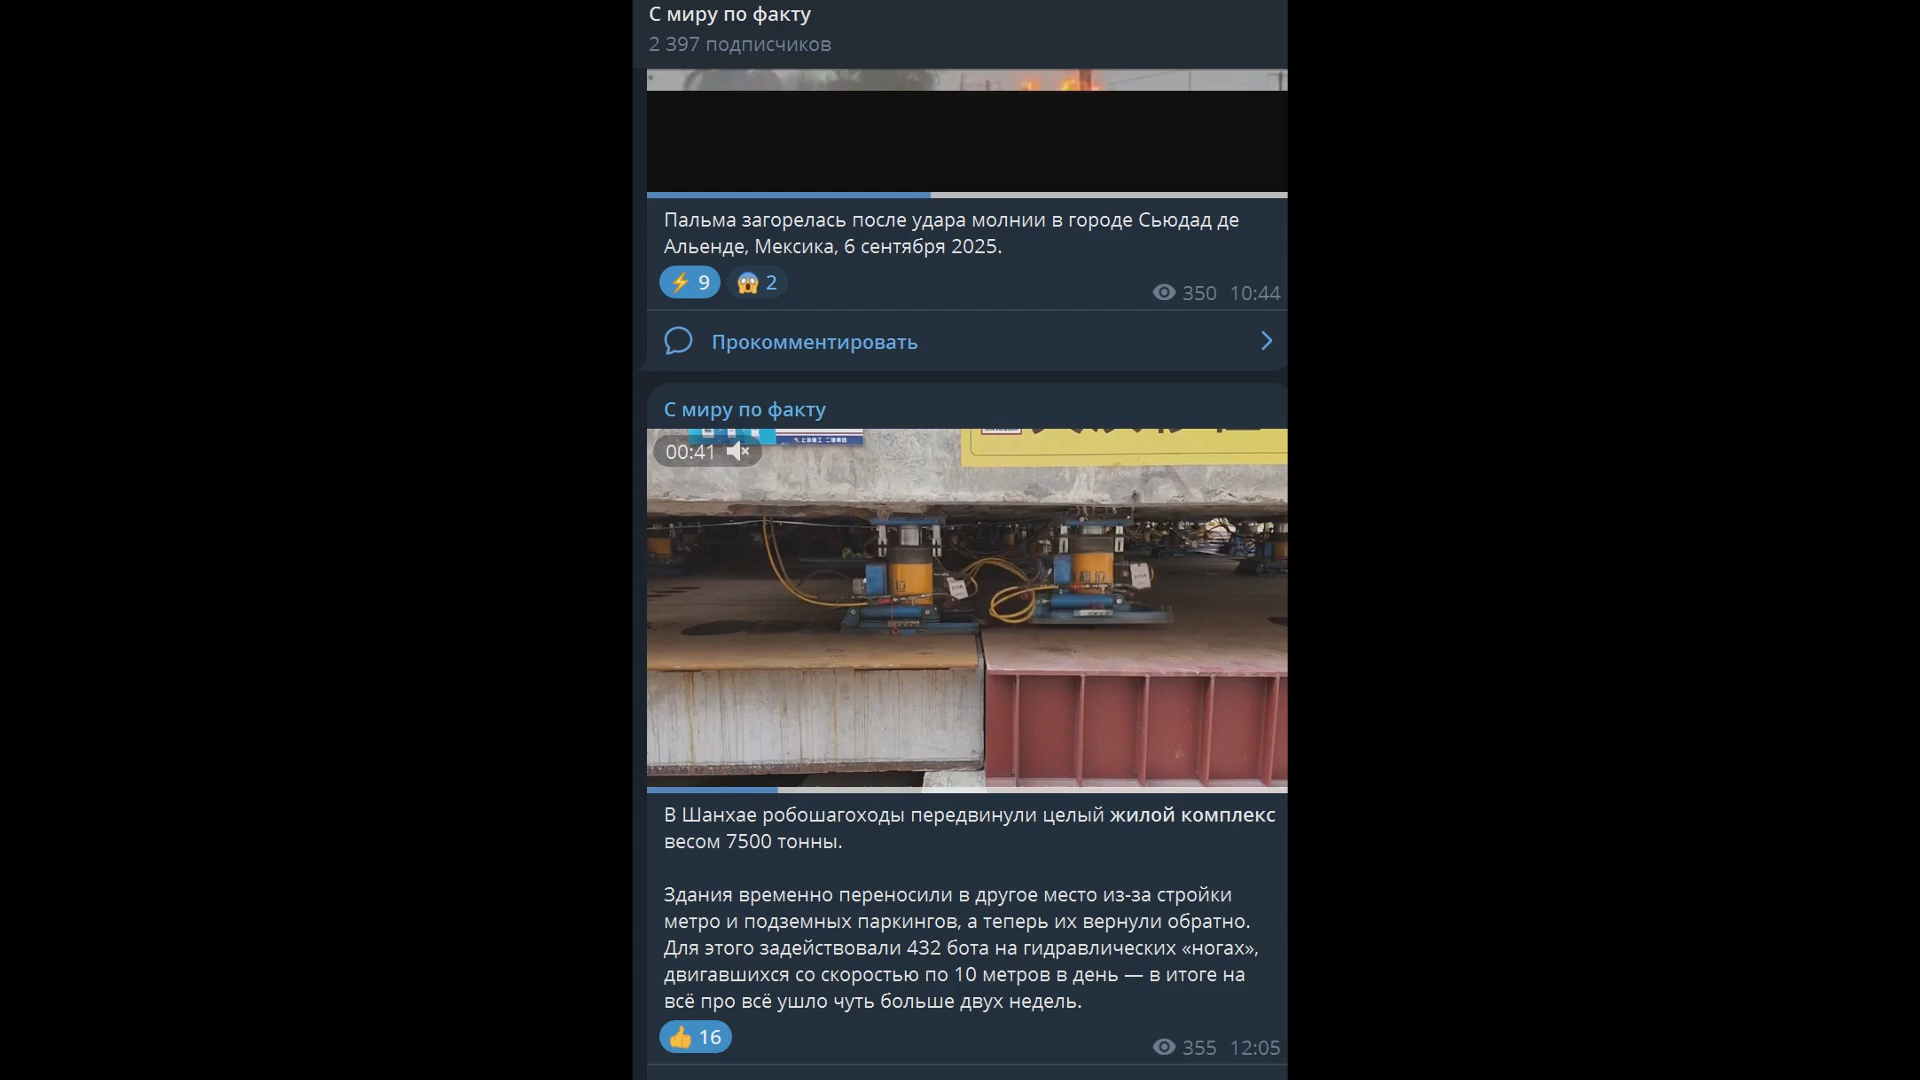 С миру по факту
2 397 подписчиков
Пальма загорелась после удара молнии в городе Сьюдад де
Альенде, Мексика, 6 сентября 2025.
⚡ 9 😱 2
350 10:44
Прокомментировать
С миру по факту
00:41
В Шанхае робошагоходы передвинули целый жилой комплекс
весом 7500 тонны.
Здания временно переносили в другое место из-за стройки
метро и подземных паркингов, а теперь их вернули обратно.
Для этого задействовали 432 бота на гидравлических «ногах»,
двигавшихся со скоростью по 10 метров в день — в итоге на
всё про всё ушло чуть больше двух недель.
👍 16
355 12:05